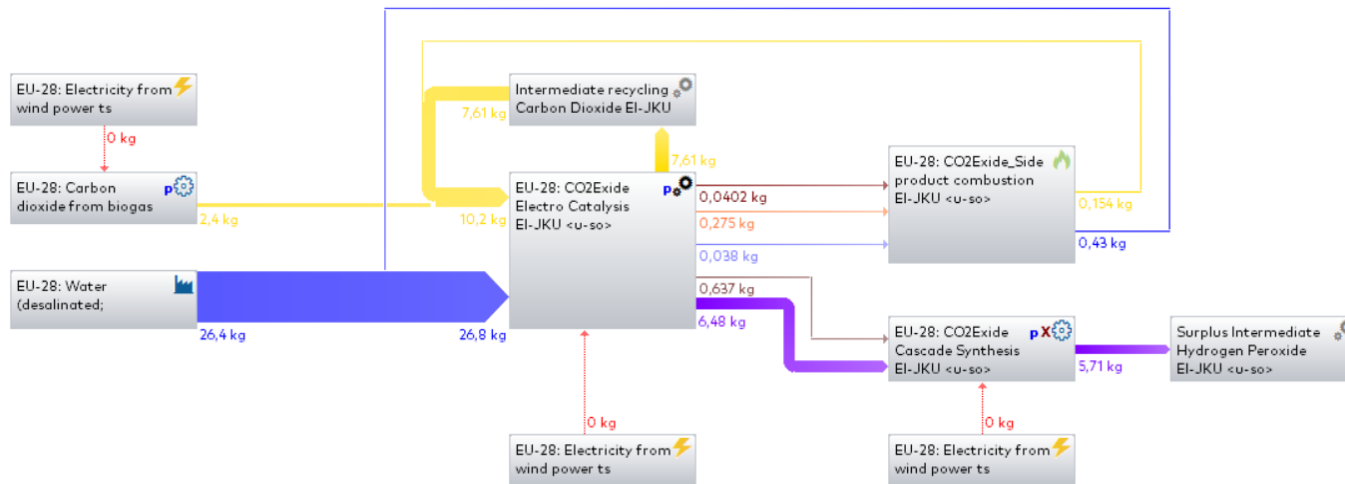 EU-28: Electricity from
wind power ts
0 kg
EU-28: Carbon
dioxide from biogas
p
2,4 kg
EU-28: Water
(desalinated;
26,4 kg
26,8 kg
Intermediate recycling
Carbon Dioxide EI-JKU
7,61 kg
7,61 kg
10,2 kg
EU-28: CO2Exide
Electro Catalysis
EI-JKU <u-so>
p
0,0402 kg
0,275 kg
0,038 kg
0,637 kg
6,48 kg
EU-28: CO2Exide_Side
product combustion
EI-JKU <u-so>
0,154 kg
0,43 kg
EU-28: CO2Exide
Cascade Synthesis
EI-JKU <u-so>
p X
5,71 kg
Surplus Intermediate
Hydrogen Peroxide
EI-JKU <u-so>
0 kg
EU-28: Electricity from
wind power ts
0 kg
EU-28: Electricity from
wind power ts